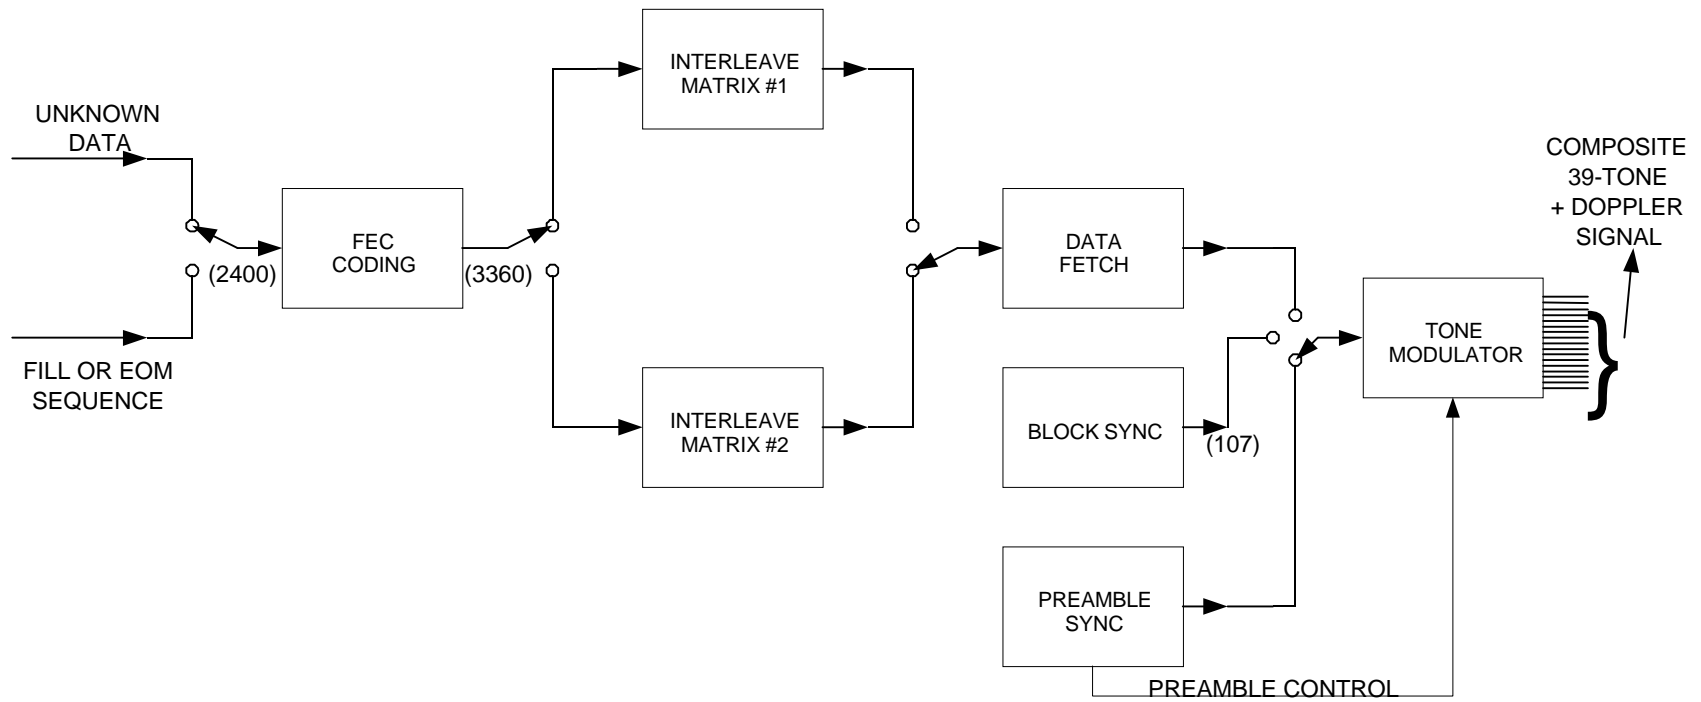 UNKNOWN
DATA
FILL OR EOM
SEQUENCE
(2400)
FEC
CODING
(3360)
INTERLEAVE
MATRIX #1
INTERLEAVE
MATRIX #2
DATA
FETCH
BLOCK SYNC
(107)
PREAMBLE
SYNC
PREAMBLE CONTROL
TONE
MODULATOR
}
COMPOSITE
39-TONE
+ DOPPLER
SIGNAL